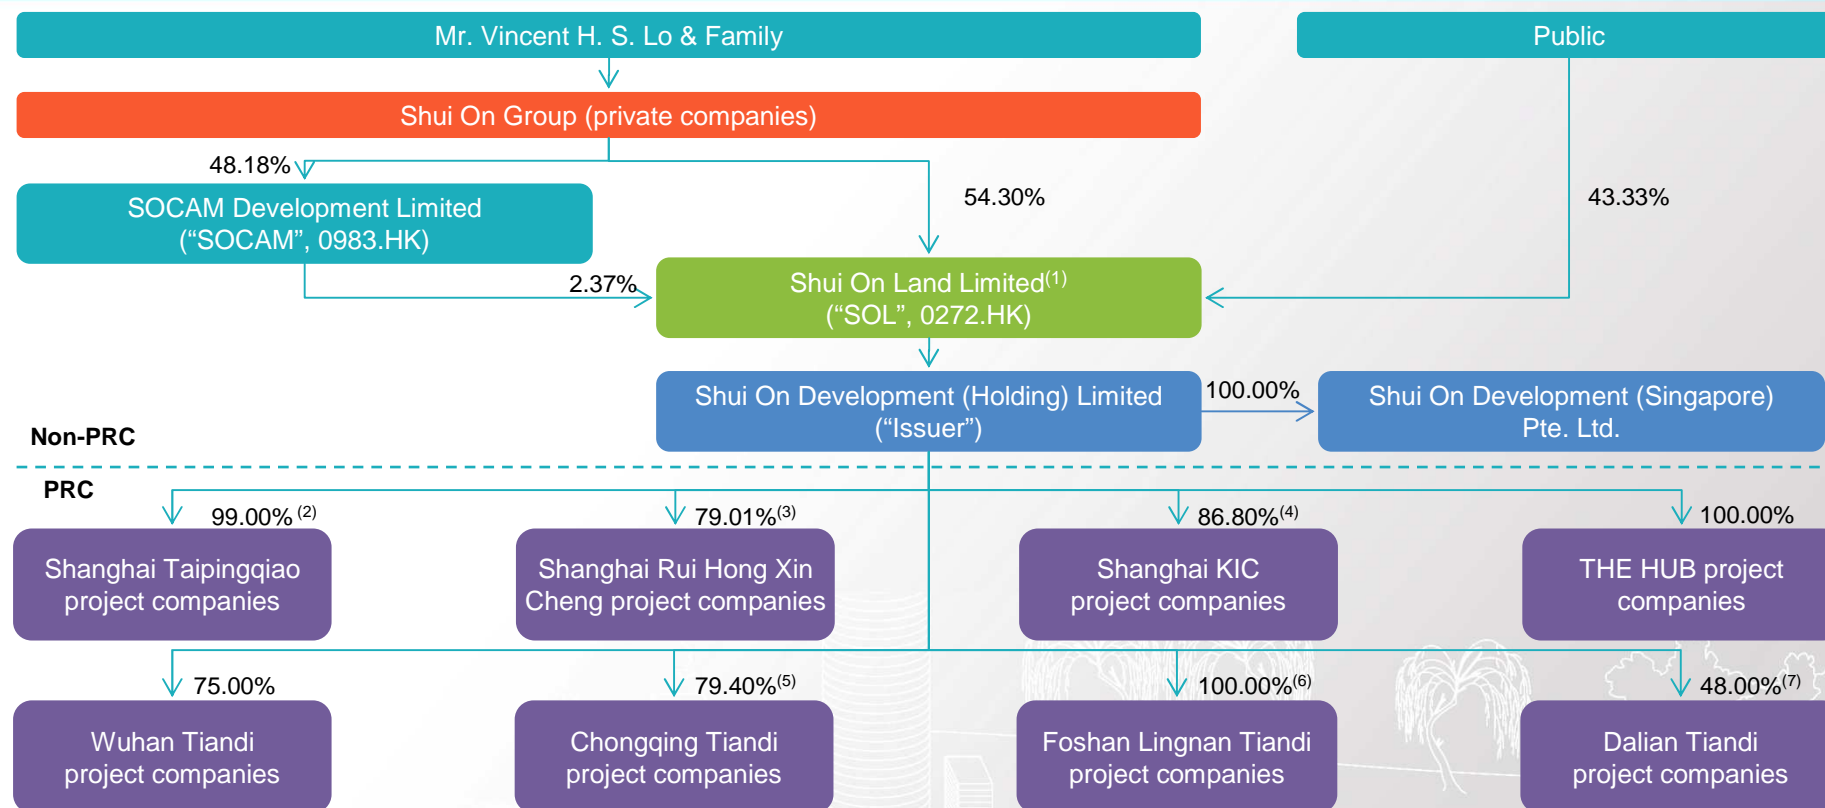 Mr. Vincent H. S. Lo & Family
Public
Shui On Group (private companies)
48.18%
54.30%
43.33%
SOCAM Development Limited
(“SOCAM”, 0983.HK)
2.37%
Shui On Land Limited(1)
(“SOL”, 0272.HK)
Shui On Development (Holding) Limited
(“Issuer”)
100.00%
Shui On Development (Singapore)
Pte. Ltd.
Non-PRC
PRC
99.00% (2)
79.01%(3)
86.80%(4)
100.00%
Shanghai Taipingqiao
project companies
Shanghai Rui Hong Xin
Cheng project companies
Shanghai KIC
project companies
THE HUB project
companies
75.00%
79.40%(5)
100.00%(6)
48.00%(7)
Wuhan Tiandi
project companies
Chongqing Tiandi
project companies
Foshan Lingnan Tiandi
project companies
Dalian Tiandi
project companies